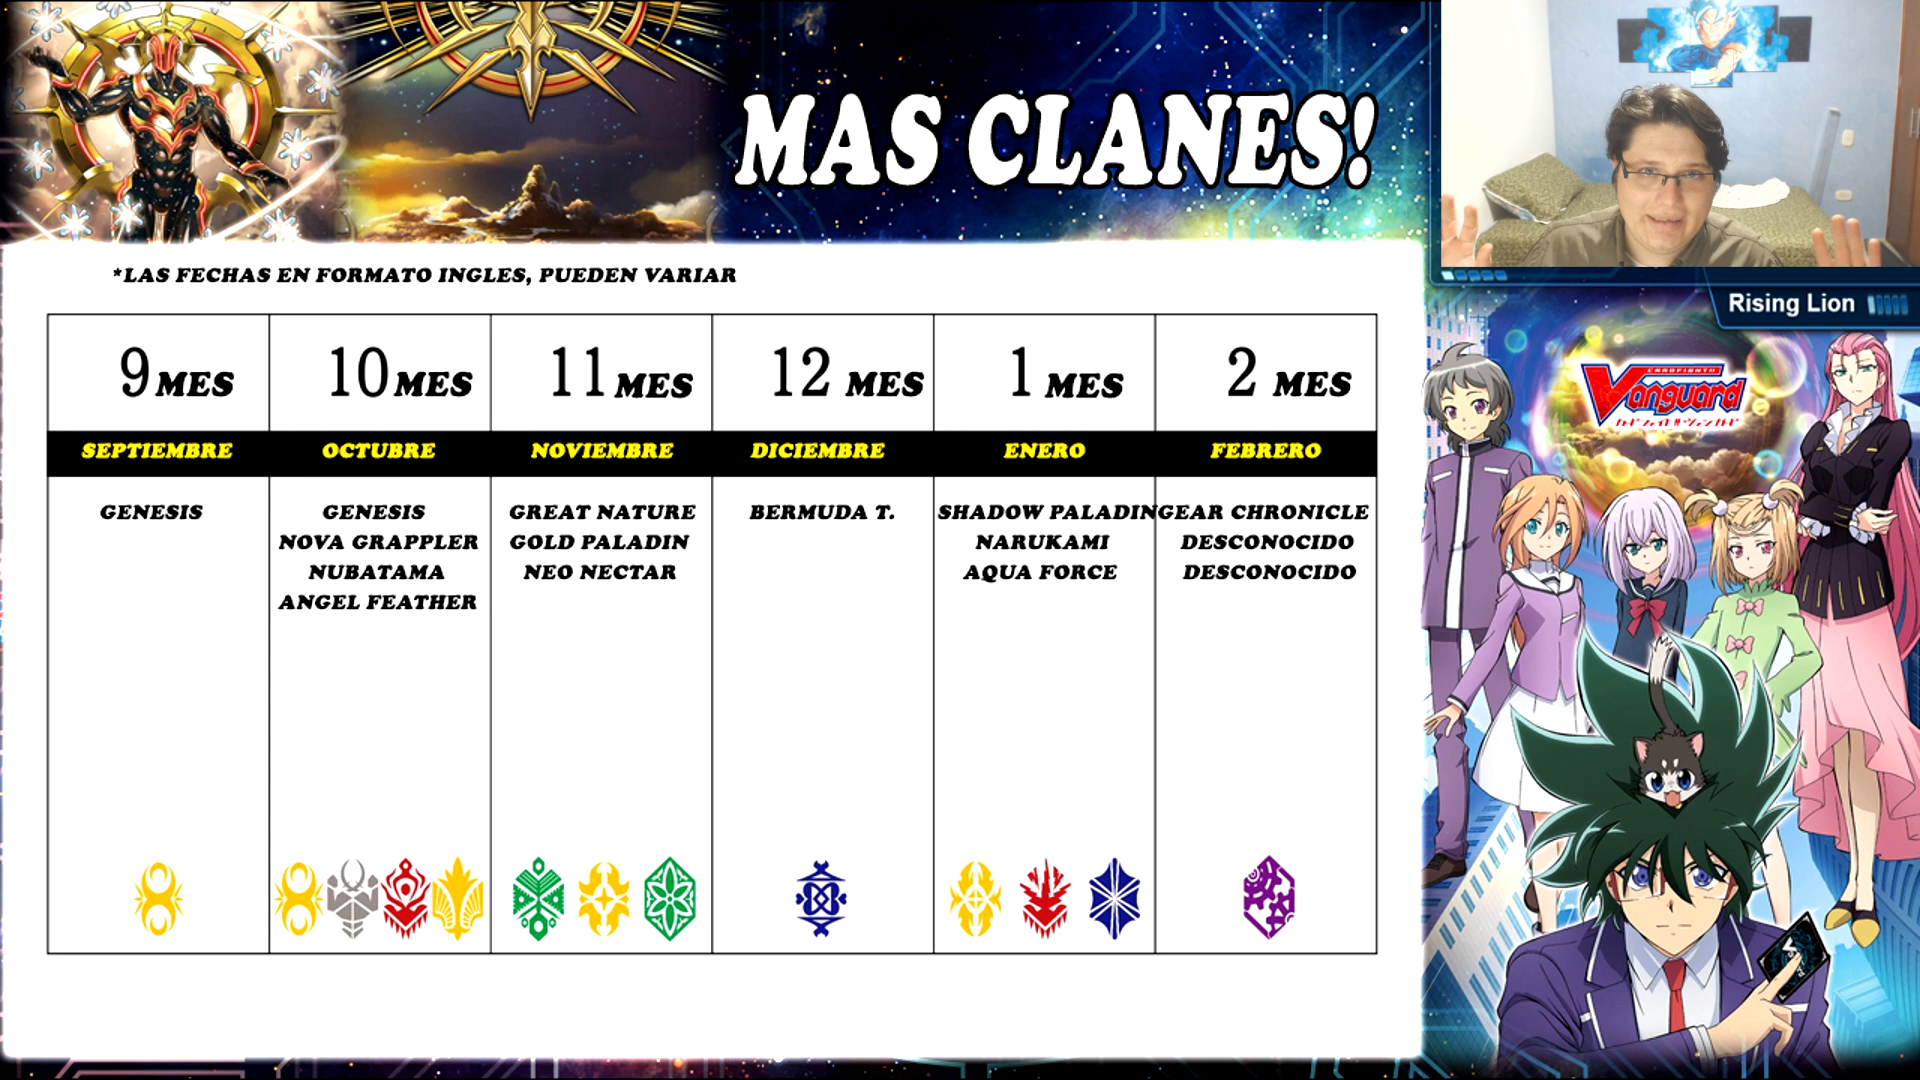 MAS CLANES!
*LAS FECHAS EN FORMATO INGLES, PUEDEN VARIAR
9 MES
10 MES
11 MES
12 MES
1 MES
2 MES
SEPTIEMBRE
OCTUBRE
NOVIEMBRE
DICIEMBRE
ENERO
FEBRERO
GENESIS
GENESIS
NOVA GRAPPLER
NUBATAMA
ANGEL FEATHER
GREAT NATURE
GOLD PALADIN
NEO NECTAR
BERMUDA T.
SHADOW PALADIN
NARUKAMI
AQUA FORCE
GEAR CHRONICLE
DESCONOCIDO
DESCONOCIDO
Rising Lion
CARDFIGHT!!
Vanguard